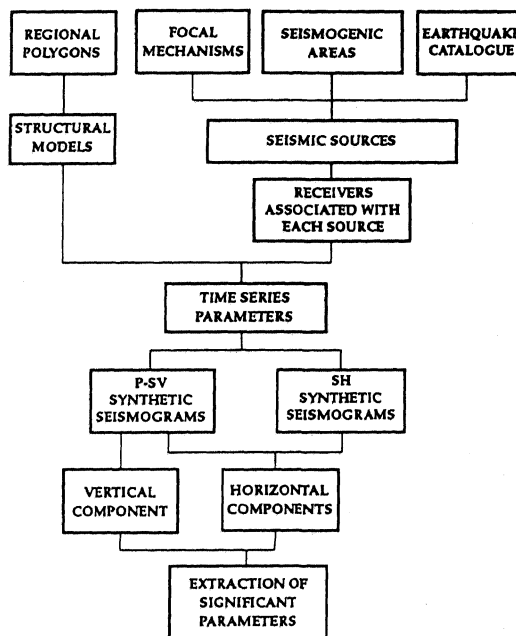 REGIONAL
POLYGONS
FOCAL
MECHANISMS
SEISMOGENIC
AREAS
EARTHQUAKE
CATALOGUE
STRUCTURAL
MODELS
SEISMIC SOURCES
RECEIVERS
ASSOCIATED WITH
EACH SOURCE
TIME SERIES
PARAMETERS
P-SV
SYNTHETIC
SEISMOGRAMS
SH
SYNTHETIC
SEISMOGRAMS
VERTICAL
COMPONENT
HORIZONTAL
COMPONENTS
EXTRACTION OF
SIGNIFICANT
PARAMETERS